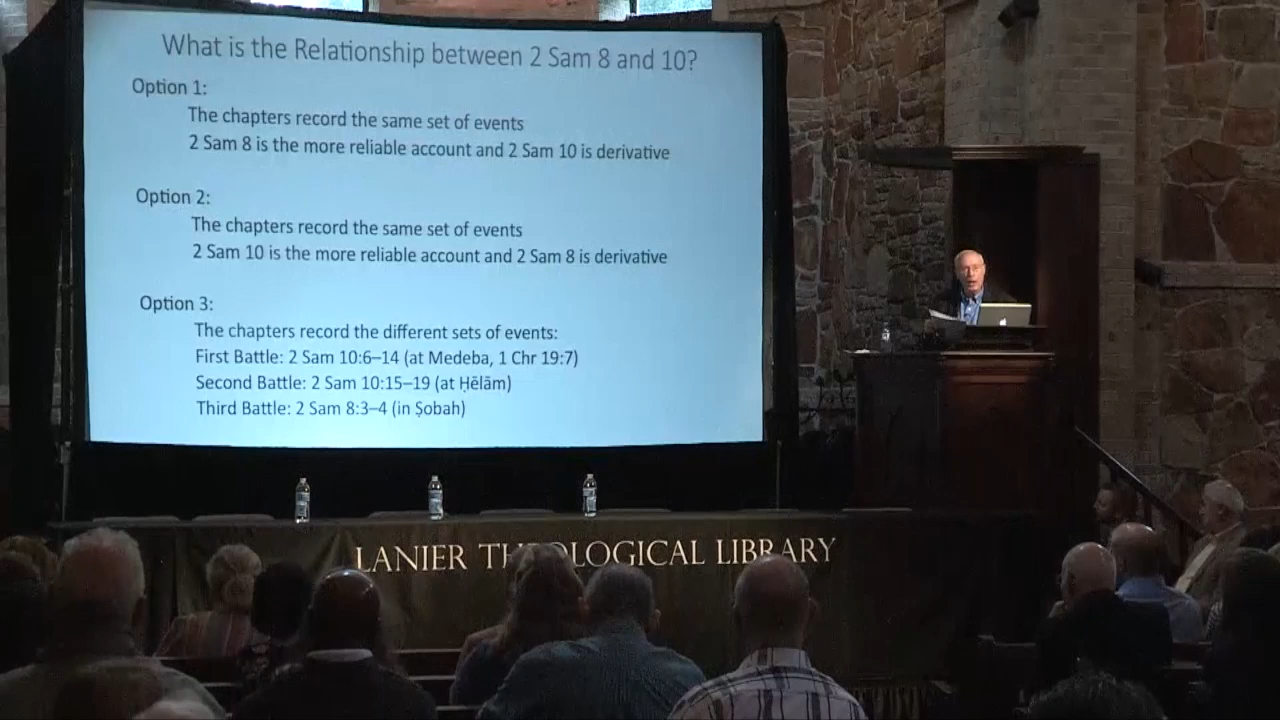 What is the Relationship between 2 Sam 8 and 10?
Option 1:
The chapters record the same set of events
2 Sam 8 is the more reliable account and 2 Sam 10 is derivative
Option 2:
The chapters record the same set of events
2 Sam 10 is the more reliable account and 2 Sam 8 is derivative
Option 3:
The chapters record the different sets of events:
First Battle: 2 Sam 10:6–14 (at Medeba, 1 Chr 19:7)
Second Battle: 2 Sam 10:15–19 (at Ḥēlām)
Third Battle: 2 Sam 8:3–4 (in Ṣobah)
LANIER THEOLOGICAL LIBRARY